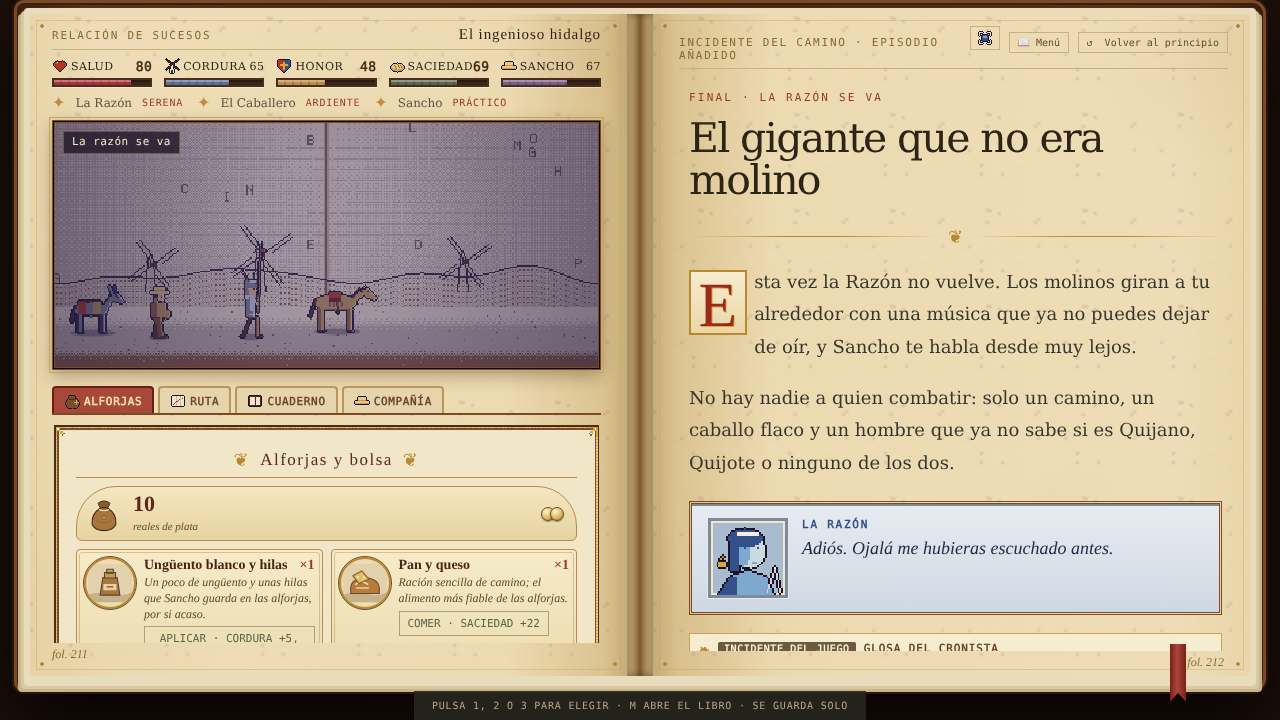 RELACIÓN DE SUCESOS
El ingenioso hidalgo
SALUD 80
CORDURA 65
HONOR 48
SACIEDAD 69
SANCHO 67
La Razón SERENA
El Caballero ARDIENTE
Sancho PRÁCTICO
La razón se va
B
L
M
O
G
H
C
I
N
E
D
P
ALFORJAS
RUTA
CUADERNO
COMPAÑÍA
Alforjas y bolsa
10
reales de plata
Ungüento blanco y hilas ×1
Un poco de ungüento y unas hilas
que Sancho guarda en las alforjas,
por si acaso.
APLICAR · CORDURA +5,
Pan y queso ×1
Ración sencilla de camino; el
alimento más fiable de las alforjas.
COMER · SACIEDAD +22
fol. 211
INCIDENTE DEL CAMINO · EPISODIO
AÑADIDO
Menú
↺ Volver al principio
FINAL · LA RAZÓN SE VA
El gigante que no era
molino
Esta vez la Razón no vuelve. Los molinos giran a tu
alrededor con una música que ya no puedes dejar
de oír, y Sancho te habla desde muy lejos.
No hay nadie a quien combatir: solo un camino, un
caballo flaco y un hombre que ya no sabe si es Quijano,
Quijote o ninguno de los dos.
LA RAZÓN
Adiós. Ojalá me hubieras escuchado antes.
INCIDENTE DEL JUEGO GLOSA DEL CRONISTA
fol. 212
PULSA 1, 2 O 3 PARA ELEGIR · M ABRE EL LIBRO · SE GUARDA SOLO